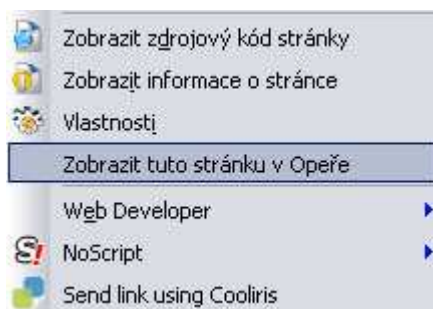 Zobrazit zdrojový kód stránky
Zobrazit informace o stránce
Vlastnosti
Zobrazit tuto stránku v Opeře
Web Developer
NoScript
Send link using Cooliris